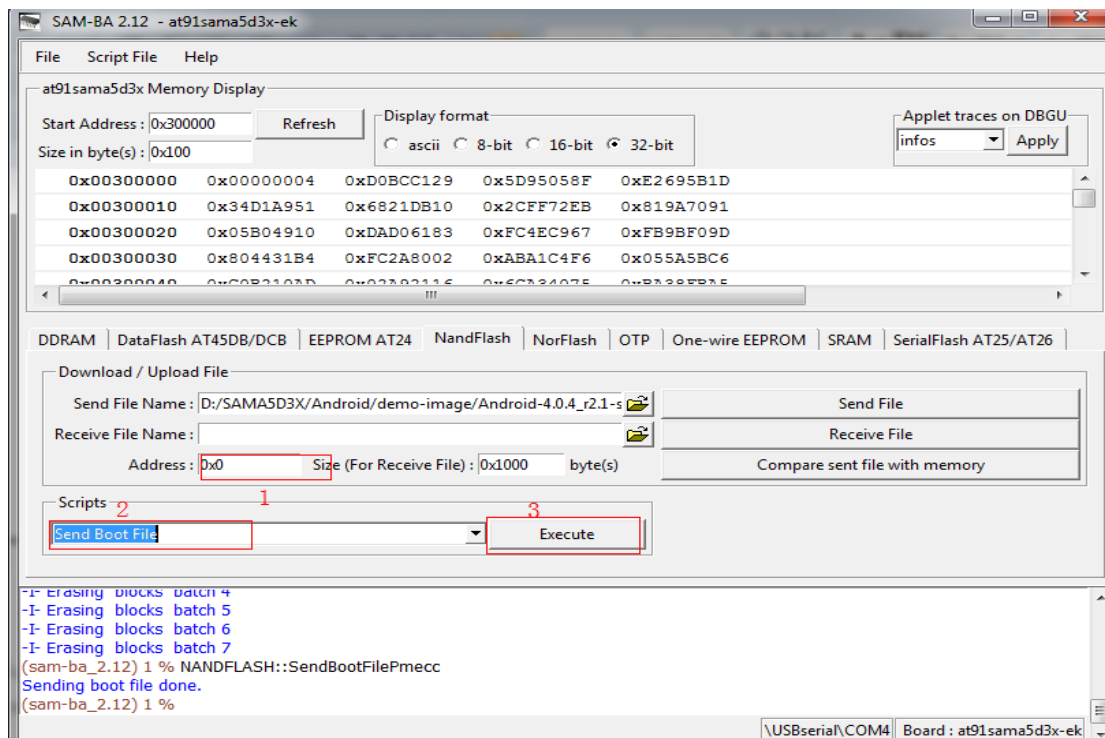 SAM-BA 2.12 - at91sama5d3x-ek
File Script File Help
at91sama5d3x Memory Display
Start Address : 0x300000 Refresh
Size in byte(s) : 0x100
Display format
ascii 8-bit 16-bit 32-bit
Applet traces on DBGU
infos Apply
0x00300000 0x00000004 0xD0BCC129 0x5D95058F 0xE2695B1D
0x00300010 0x34D1A951 0x6821DB10 0x2CFF72EB 0x819A7091
0x00300020 0x05B04910 0xDAD06183 0xFC4EC967 0xFB9BF09D
0x00300030 0x804431B4 0xFC2A8002 0xABA1C4F6 0x055A5BC6
DDRAM DataFlash AT45DB/DCB EEPROM AT24 NandFlash NorFlash OTP One-wire EEPROM SRAM SerialFlash AT25/AT26
Download / Upload File
Send File Name : D:/SAMA5D3X/Android/demo-image/Android-4.0.4_r2.1-s Send File
Receive File Name : Receive File
Address : 0x0 Size (For Receive File) : 0x1000 byte(s) Compare sent file with memory
1
Scripts
2 3
Send Boot File Execute
-I- Erasing blocks batch 4
-I- Erasing blocks batch 5
-I- Erasing blocks batch 6
-I- Erasing blocks batch 7
(sam-ba_2.12) 1 % NANDFLASH::SendBootFilePmecc
Sending boot file done.
(sam-ba_2.12) 1 %
\USBserial\COM4 Board : at91sama5d3x-ek